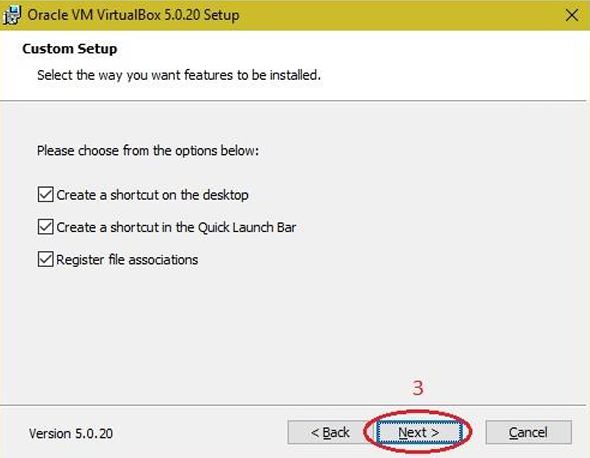 Oracle VM VirtualBox 5.0.20 Setup
Custom Setup
Select the way you want features to be installed.
Please choose from the options below:
Create a shortcut on the desktop
Create a shortcut in the Quick Launch Bar
Register file associations
3
Version 5.0.20
< Back
Next >
Cancel